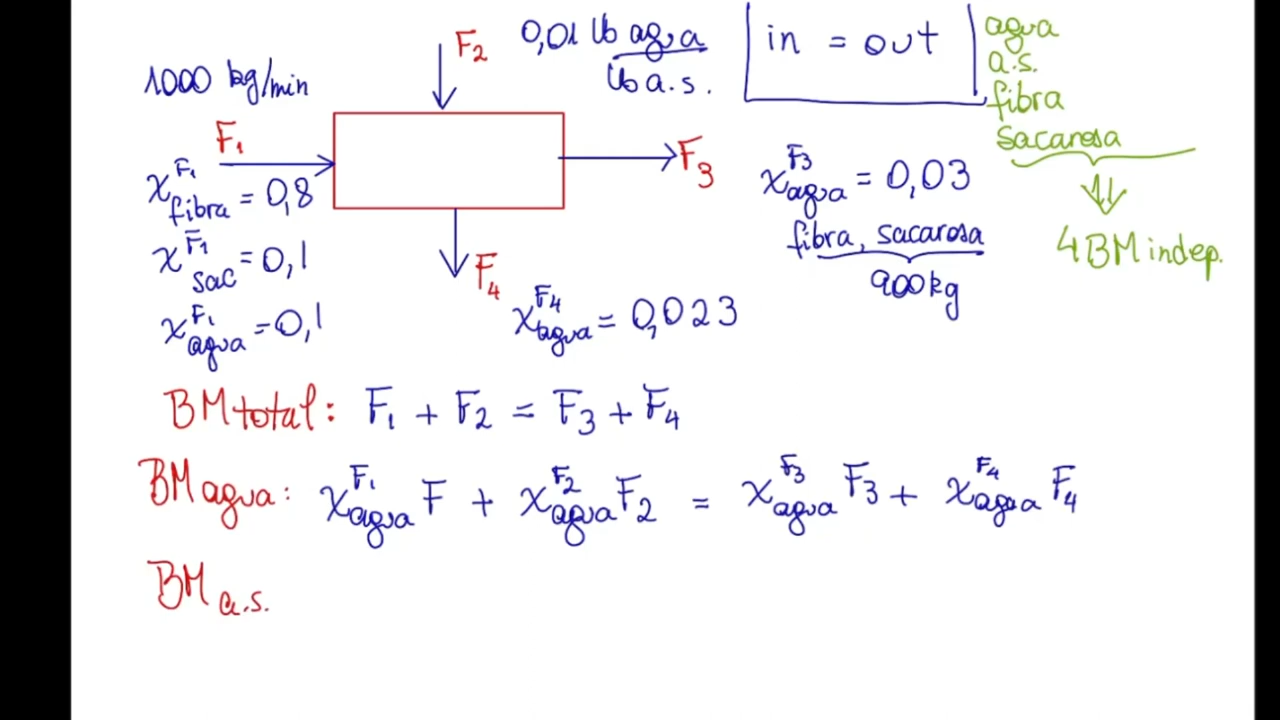 1000 kg/min
F₂
0,01 lb agua
lb a.s.
in = out
agua
a.s.
fibra
sacarosa
4 BM indep.
F₁
x^F₁ fibra = 0,8
x^F₁ sac = 0,1
x^F₁ agua = 0,1
F₃
x^F₃ agua = 0,03
fibra, sacarosa
900 kg
F₄
x^F₄ agua = 0,023
BM total: F₁ + F₂ = F₃ + F₄
BM agua: x^F₁ agua F + x^F₂ agua F₂ = x^F₃ agua F₃ + x^F₄ agua F₄
BM a.s.